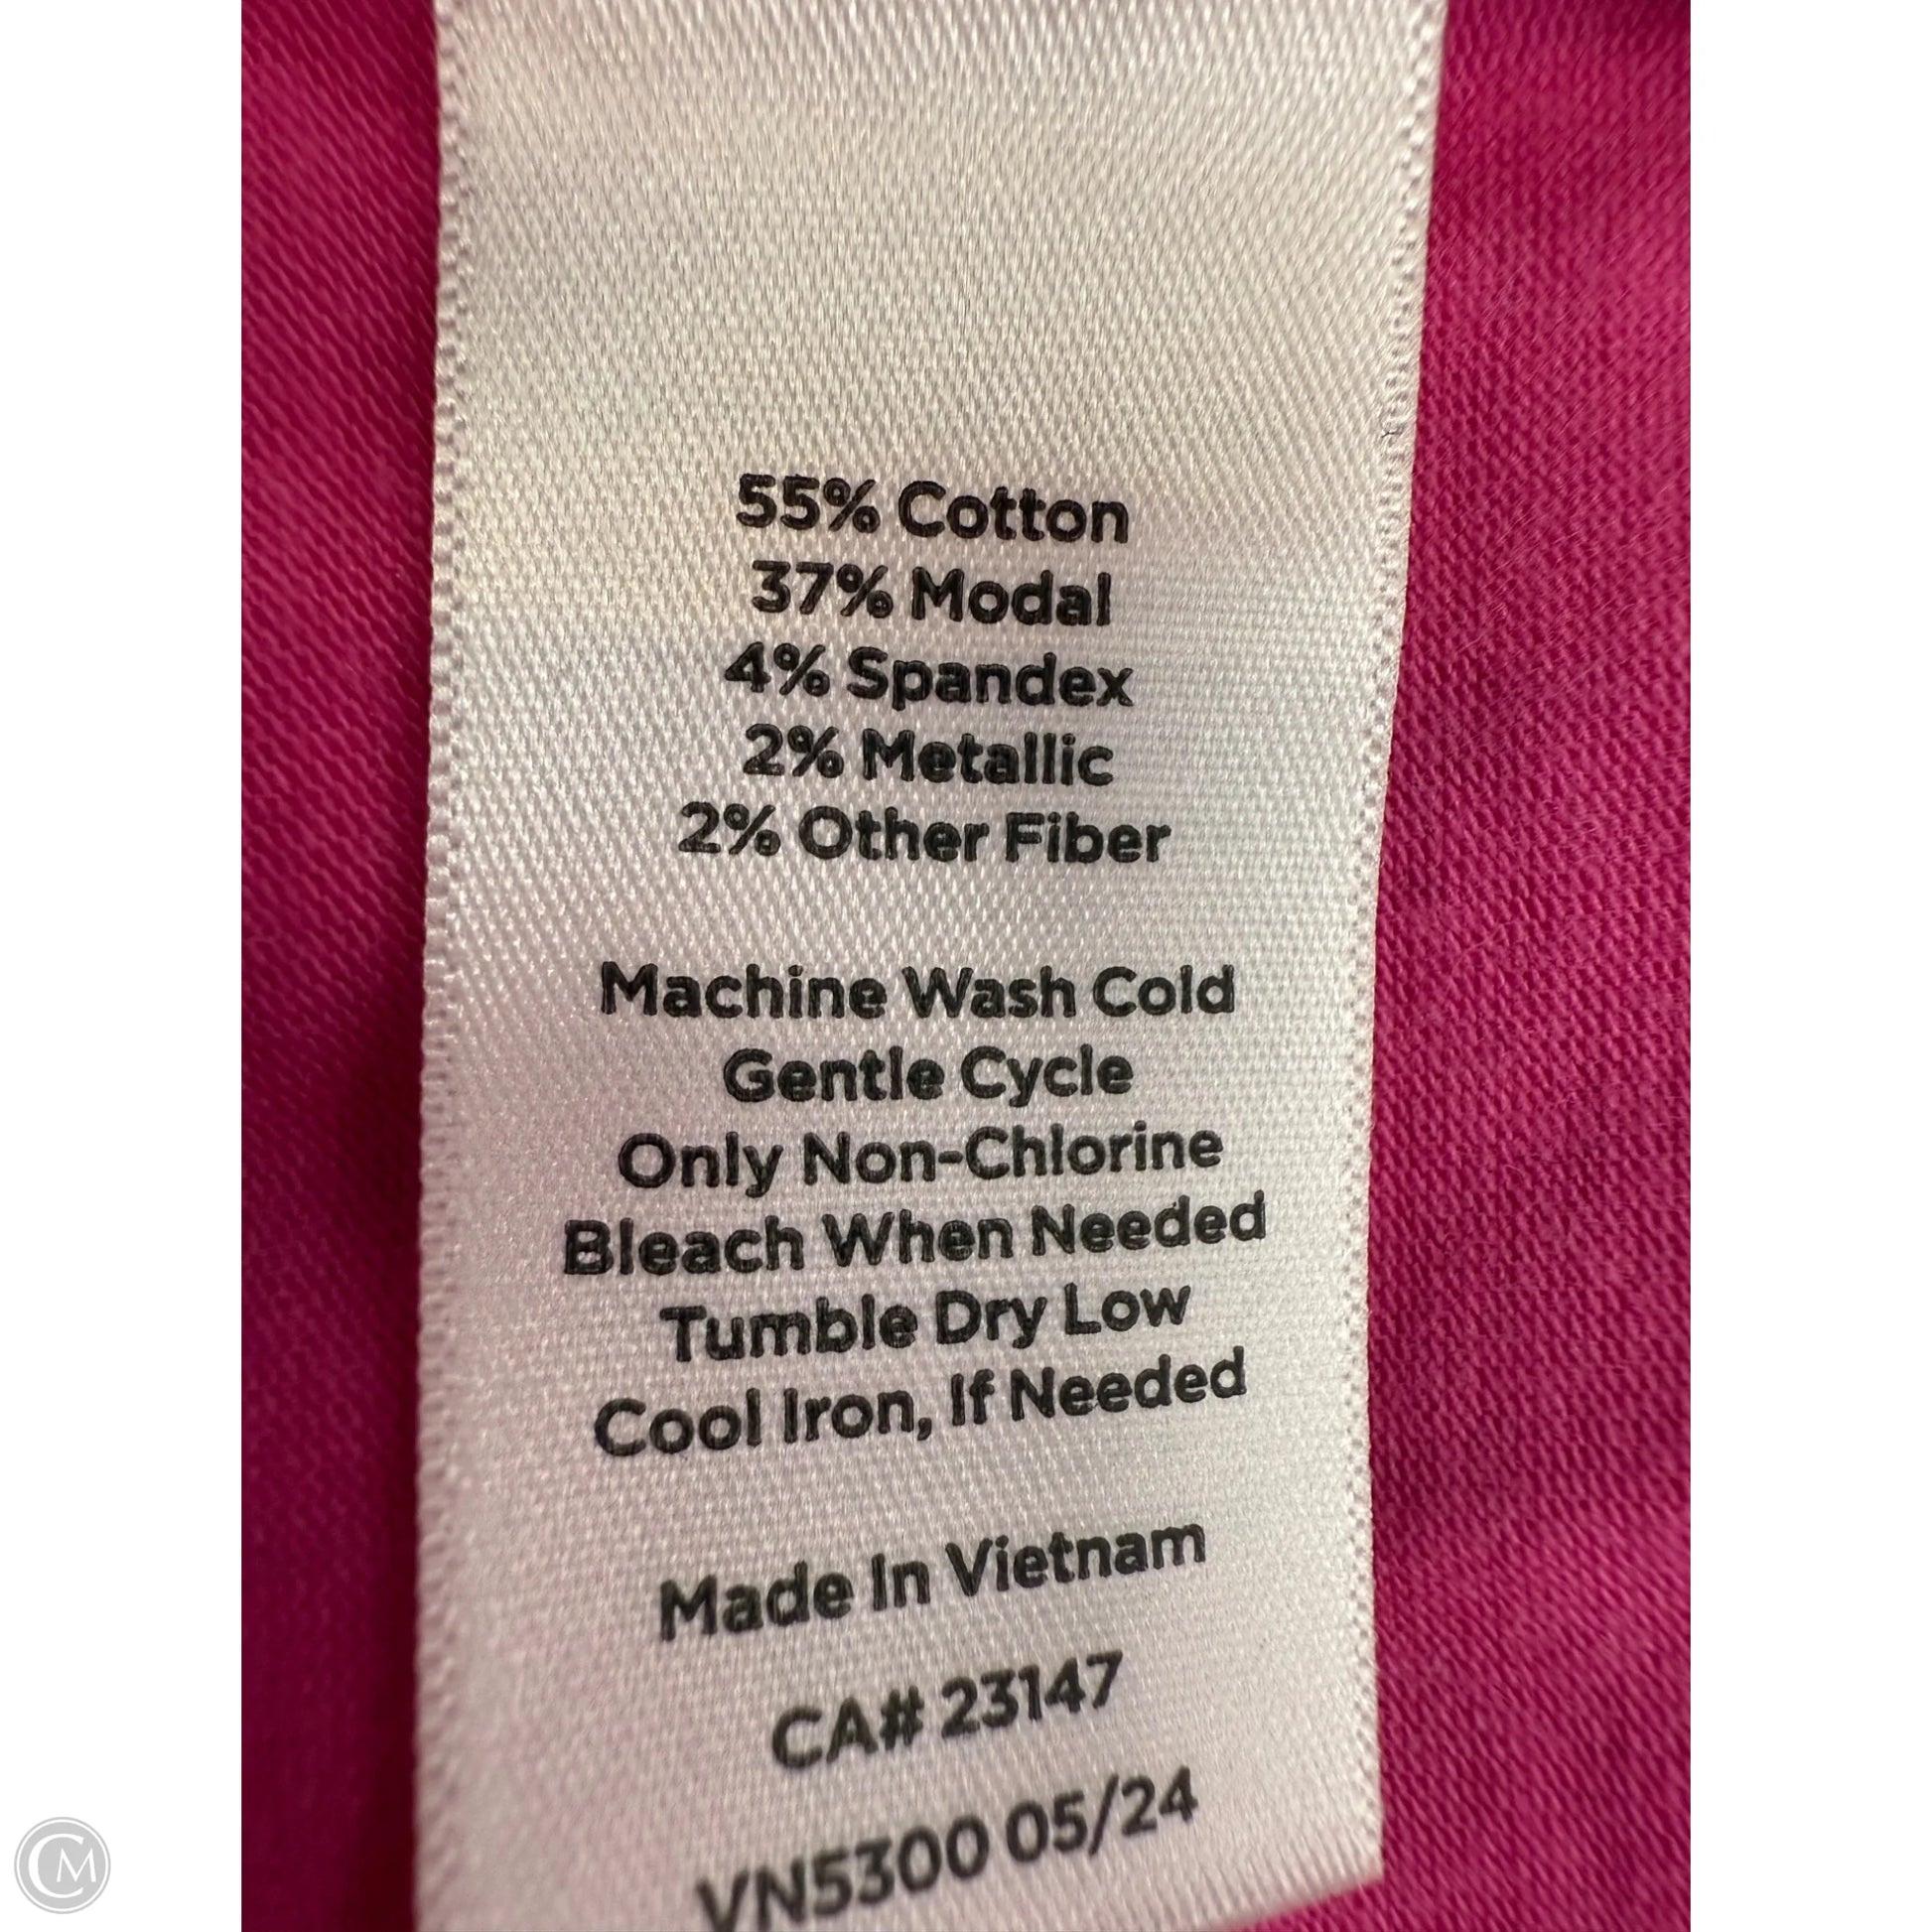 55% Cotton
37% Modal
4% Spandex
2% Metallic
2% Other Fiber
Machine Wash Cold
Gentle Cycle
Only Non-Chlorine
Bleach When Needed
Tumble Dry Low
Cool Iron, If Needed
Made In Vietnam
CA# 23147
VN5300 05/24
CM